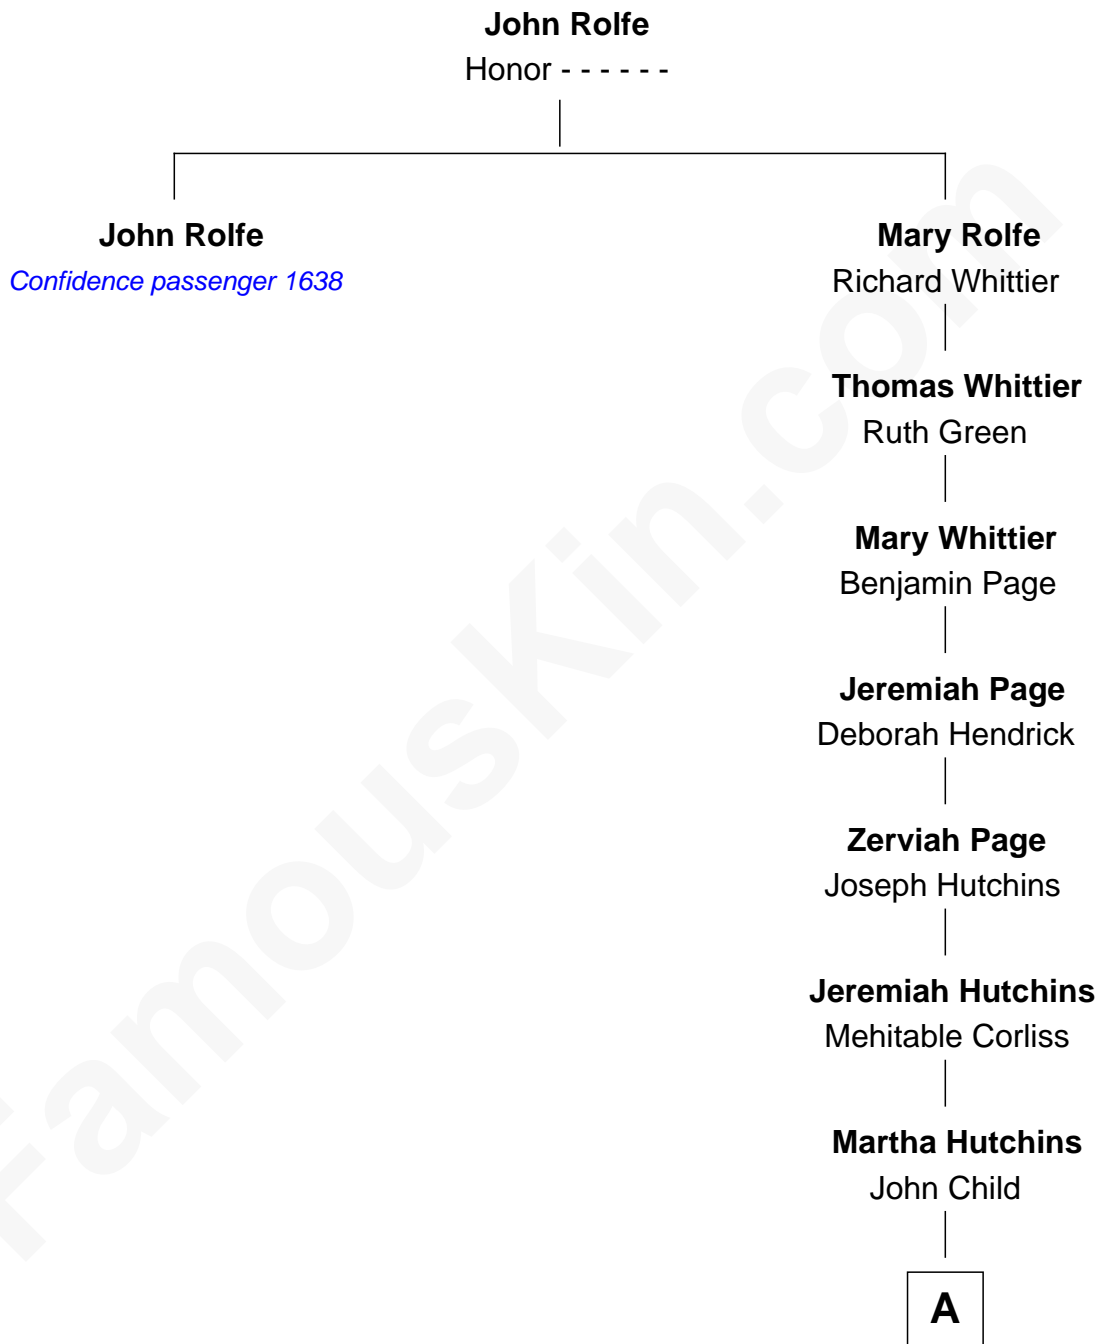 John Rolfe
Honor - - - - - -
John Rolfe
Confidence passenger 1638
Mary Rolfe
Richard Whittier
Thomas Whittier
Ruth Green
Mary Whittier
Benjamin Page
Jeremiah Page
Deborah Hendrick
Zerviah Page
Joseph Hutchins
Jeremiah Hutchins
Mehitable Corliss
Martha Hutchins
John Child
A
FamousKin.com